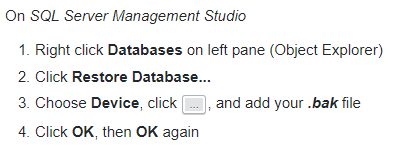 On SQL Server Management Studio
1. Right click Databases on left pane (Object Explorer)
2. Click Restore Database...
3. Choose Device, click ..., and add your .bak file
4. Click OK, then OK again